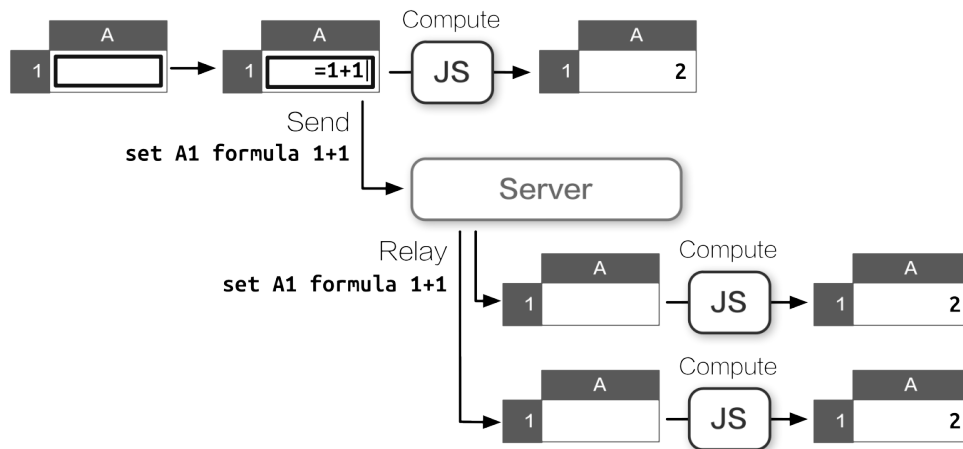 Compute
A
A
A
1
1
=1+1
JS
1
2
Send
set A1 formula 1+1
Server
Relay
set A1 formula 1+1
Compute
A
A
1
JS
1
2
Compute
A
A
1
JS
1
2